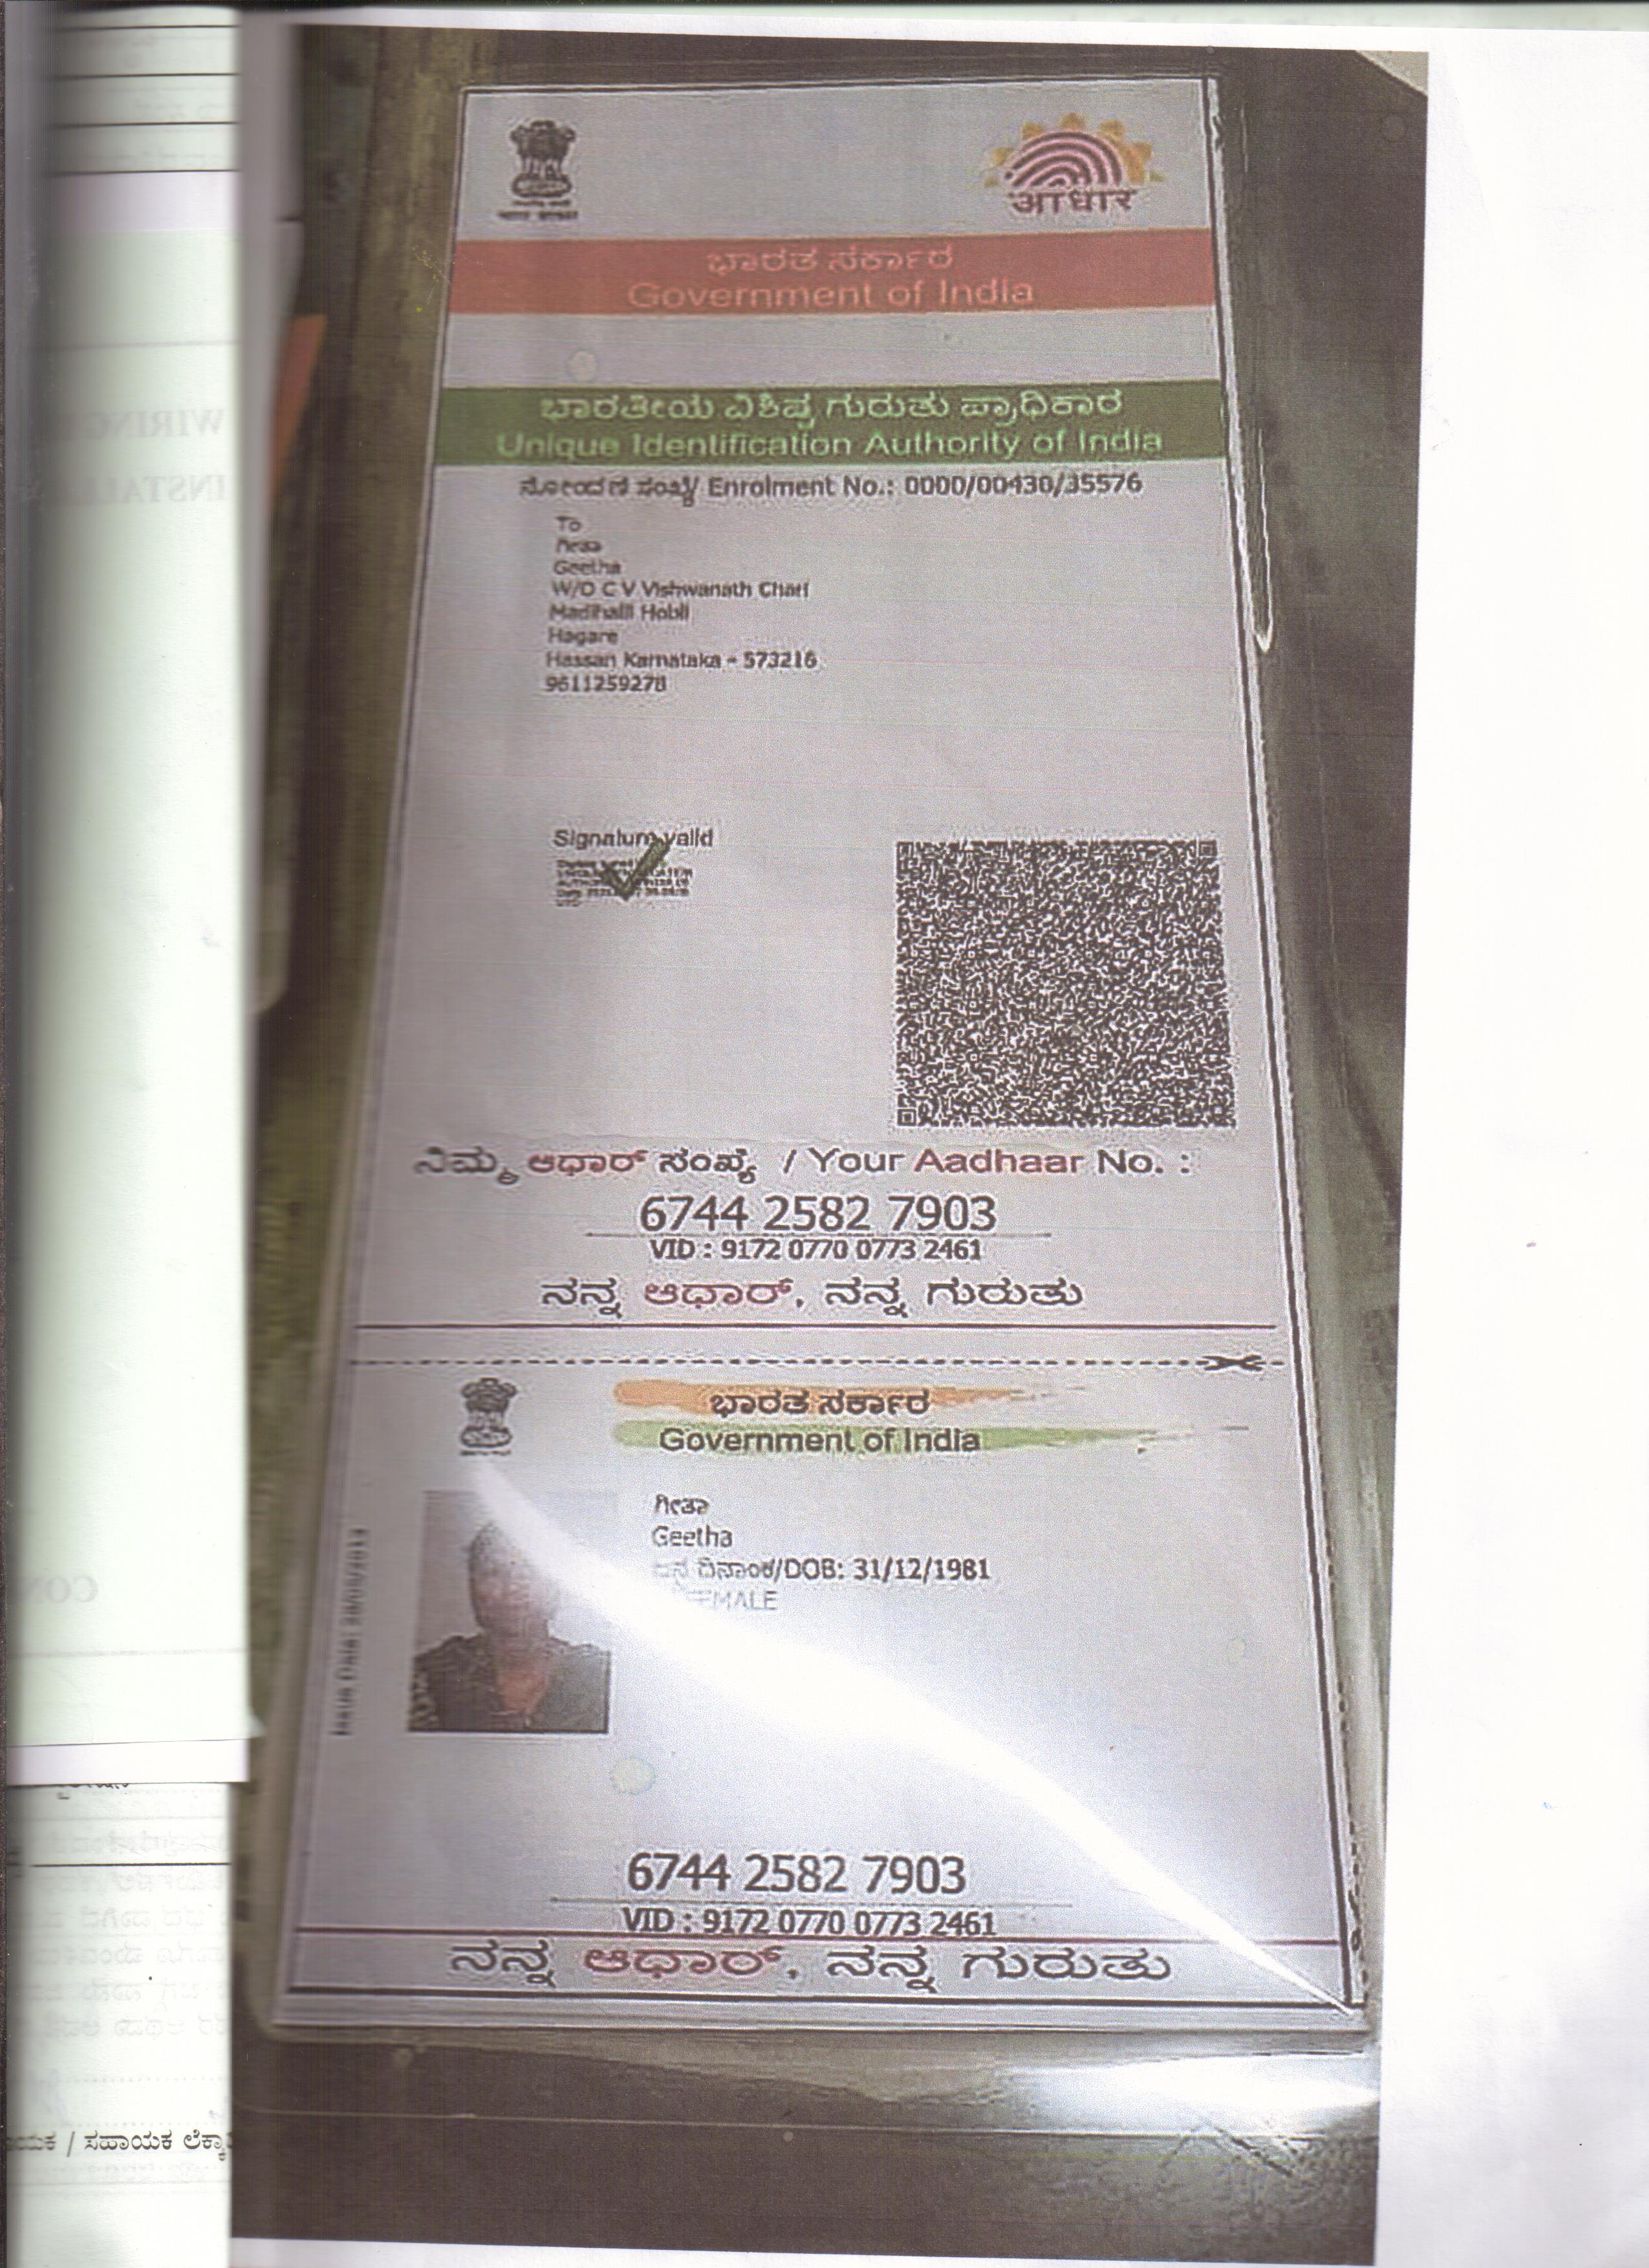 आधार
ಭಾರತ ಸರ್ಕಾರ
Government of India
ಭಾರತೀಯ ವಿಶಿಷ್ಟ ಗುರುತು ಪ್ರಾಧಿಕಾರ
Unique Identification Authority of India
ನೋಂದಣಿ ಸಂಖ್ಯೆ/ Enrolment No.: 0000/00430/35576
To
ಗೀತಾ
Geetha
W/O C V Vishwanath Chari
Madihalli Hobli
Hagare
Hassan Karnataka - 573216
9611259278
Signature valid
ನಿಮ್ಮ ಆಧಾರ್ ಸಂಖ್ಯೆ / Your Aadhaar No. :
6744 2582 7903
VID : 9172 0770 0773 2461
ನನ್ನ ಆಧಾರ್, ನನ್ನ ಗುರುತು
ಭಾರತ ಸರ್ಕಾರ
Government of India
ಗೀತಾ
Geetha
ಜನ್ಮ ದಿನಾಂಕ/DOB: 31/12/1981
FEMALE
6744 2582 7903
VID : 9172 0770 0773 2461
ನನ್ನ ಆಧಾರ್, ನನ್ನ ಗುರುತು
/ ಸಹಾಯಕ